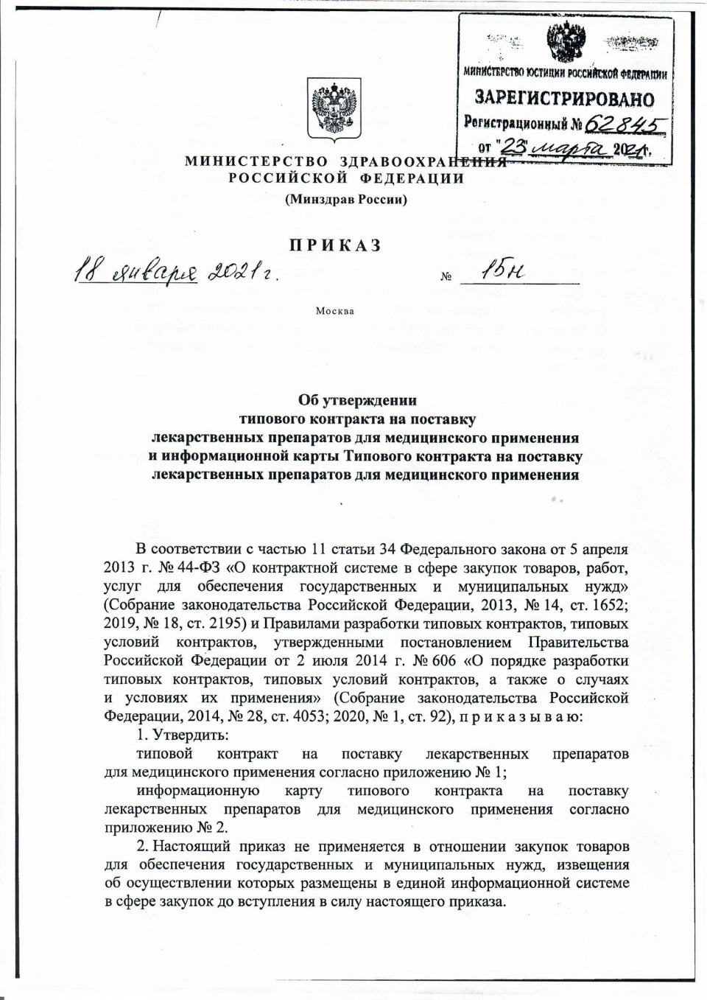 МИНИСТЕРСТВО ЮСТИЦИИ РОССИЙСКОЙ ФЕДЕРАЦИИ
ЗАРЕГИСТРИРОВАНО
Регистрационный № 62845
от "23" марта 2021г.
МИНИСТЕРСТВО ЗДРАВООХРАНЕНИЯ
РОССИЙСКОЙ ФЕДЕРАЦИИ
(Минздрав России)
ПРИКАЗ
18 января 2021 г. № 15н
Москва
Об утверждении
типового контракта на поставку
лекарственных препаратов для медицинского применения
и информационной карты Типового контракта на поставку
лекарственных препаратов для медицинского применения
В соответствии с частью 11 статьи 34 Федерального закона от 5 апреля
2013 г. № 44-ФЗ «О контрактной системе в сфере закупок товаров, работ,
услуг для обеспечения государственных и муниципальных нужд»
(Собрание законодательства Российской Федерации, 2013, № 14, ст. 1652;
2019, № 18, ст. 2195) и Правилами разработки типовых контрактов, типовых
условий контрактов, утвержденными постановлением Правительства
Российской Федерации от 2 июля 2014 г. № 606 «О порядке разработки
типовых контрактов, типовых условий контрактов, а также о случаях
и условиях их применения» (Собрание законодательства Российской
Федерации, 2014, № 28, ст. 4053; 2020, № 1, ст. 92), п р и к а з ы в а ю:
1. Утвердить:
типовой контракт на поставку лекарственных препаратов
для медицинского применения согласно приложению № 1;
информационную карту типового контракта на поставку
лекарственных препаратов для медицинского применения согласно
приложению № 2.
2. Настоящий приказ не применяется в отношении закупок товаров
для обеспечения государственных и муниципальных нужд, извещения
об осуществлении которых размещены в единой информационной системе
в сфере закупок до вступления в силу настоящего приказа.